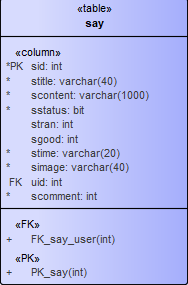 «table»
say
«column»
*PK sid: int
* stitle: varchar(40)
* scontent: varchar(1000)
* sstatus: bit
stran: int
sgood: int
* stime: varchar(20)
* simage: varchar(40)
FK uid: int
* scomment: int
«FK»
+ FK_say_user(int)
«PK»
+ PK_say(int)